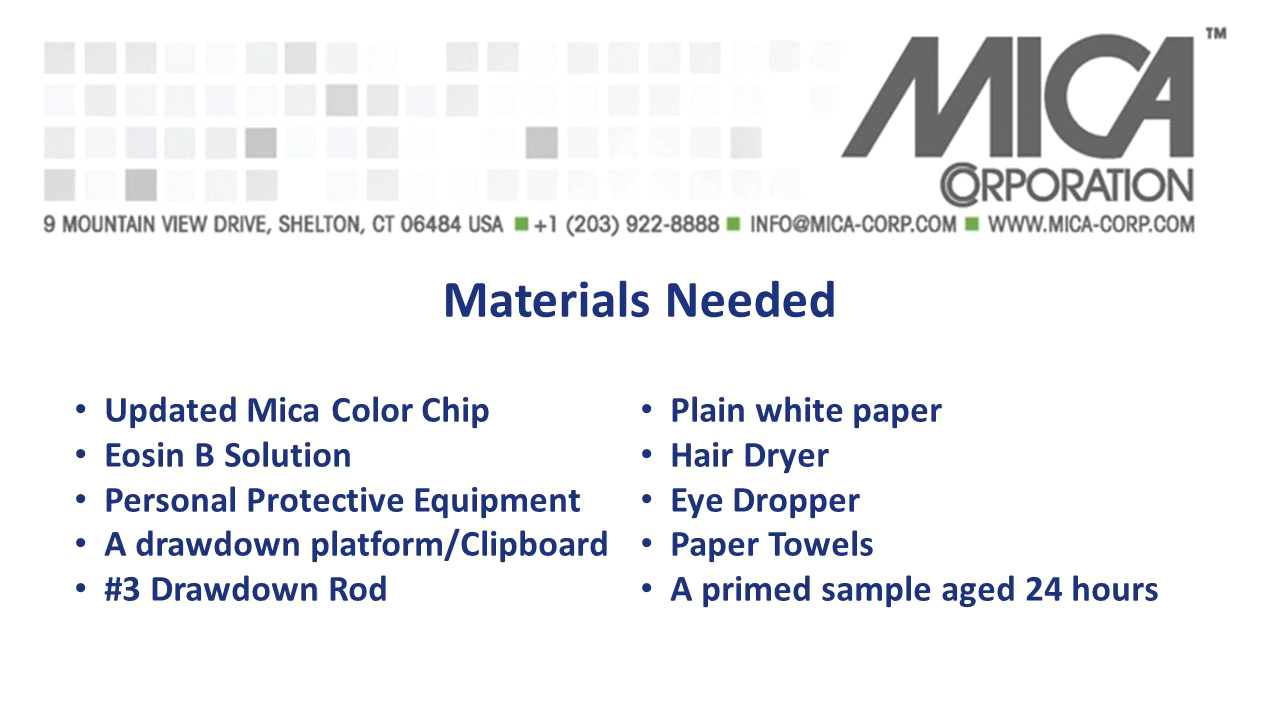 MICA™
CORPORATION
9 MOUNTAIN VIEW DRIVE, SHELTON, CT 06484 USA ■ +1 (203) 922-8888 ■ INFO@MICA-CORP.COM ■ WWW.MICA-CORP.COM
Materials Needed
• Updated Mica Color Chip
• Eosin B Solution
• Personal Protective Equipment
• A drawdown platform/Clipboard
• #3 Drawdown Rod
• Plain white paper
• Hair Dryer
• Eye Dropper
• Paper Towels
• A primed sample aged 24 hours